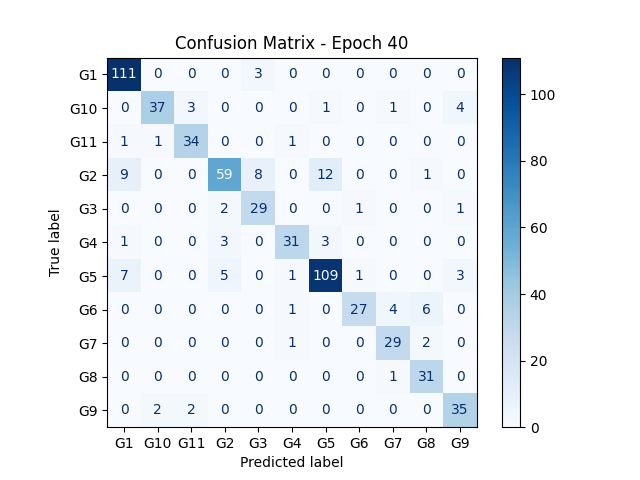 Confusion Matrix - Epoch 40
True label
G1 111 0 0 0 3 0 0 0 0 0 0
G10 0 37 3 0 0 0 1 0 1 0 4
G11 1 1 34 0 0 1 0 0 0 0 0
G2 9 0 0 59 8 0 12 0 0 1 0
G3 0 0 0 2 29 0 0 1 0 0 1
G4 1 0 0 3 0 31 3 0 0 0 0
G5 7 0 0 5 0 1 109 1 0 0 3
G6 0 0 0 0 0 1 0 27 4 6 0
G7 0 0 0 0 0 1 0 0 29 2 0
G8 0 0 0 0 0 0 0 0 1 31 0
G9 0 2 2 0 0 0 0 0 0 0 35
G1 G10 G11 G2 G3 G4 G5 G6 G7 G8 G9
Predicted label
100
80
60
40
20
0